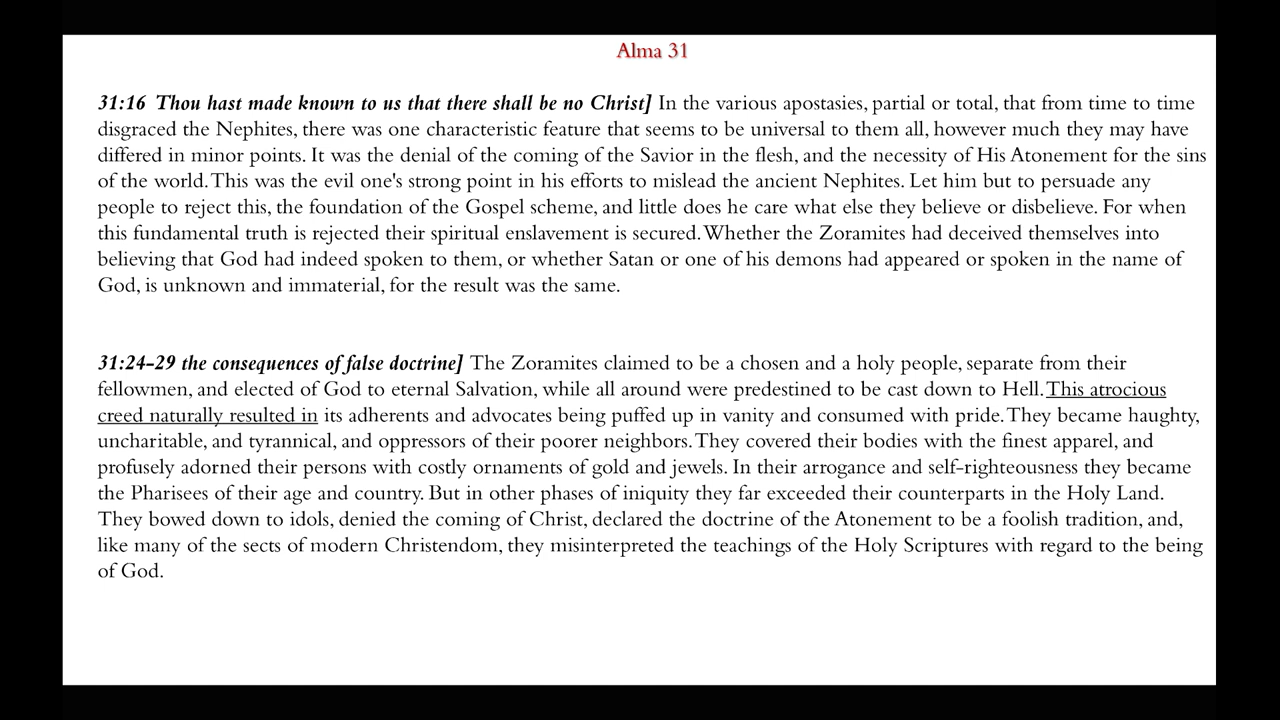 Alma 31
31:16 Thou hast made known to us that there shall be no Christ] In the various apostasies, partial or total, that from time to time
disgraced the Nephites, there was one characteristic feature that seems to be universal to them all, however much they may have
differed in minor points. It was the denial of the coming of the Savior in the flesh, and the necessity of His Atonement for the sins
of the world. This was the evil one's strong point in his efforts to mislead the ancient Nephites. Let him but to persuade any
people to reject this, the foundation of the Gospel scheme, and little does he care what else they believe or disbelieve. For when
this fundamental truth is rejected their spiritual enslavement is secured. Whether the Zoramites had deceived themselves into
believing that God had indeed spoken to them, or whether Satan or one of his demons had appeared or spoken in the name of
God, is unknown and immaterial, for the result was the same.
31:24-29 the consequences of false doctrine] The Zoramites claimed to be a chosen and a holy people, separate from their
fellowmen, and elected of God to eternal Salvation, while all around were predestined to be cast down to Hell. This atrocious
creed naturally resulted in its adherents and advocates being puffed up in vanity and consumed with pride. They became haughty,
uncharitable, and tyrannical, and oppressors of their poorer neighbors. They covered their bodies with the finest apparel, and
profusely adorned their persons with costly ornaments of gold and jewels. In their arrogance and self-righteousness they became
the Pharisees of their age and country. But in other phases of iniquity they far exceeded their counterparts in the Holy Land.
They bowed down to idols, denied the coming of Christ, declared the doctrine of the Atonement to be a foolish tradition, and,
like many of the sects of modern Christendom, they misinterpreted the teachings of the Holy Scriptures with regard to the being
of God.